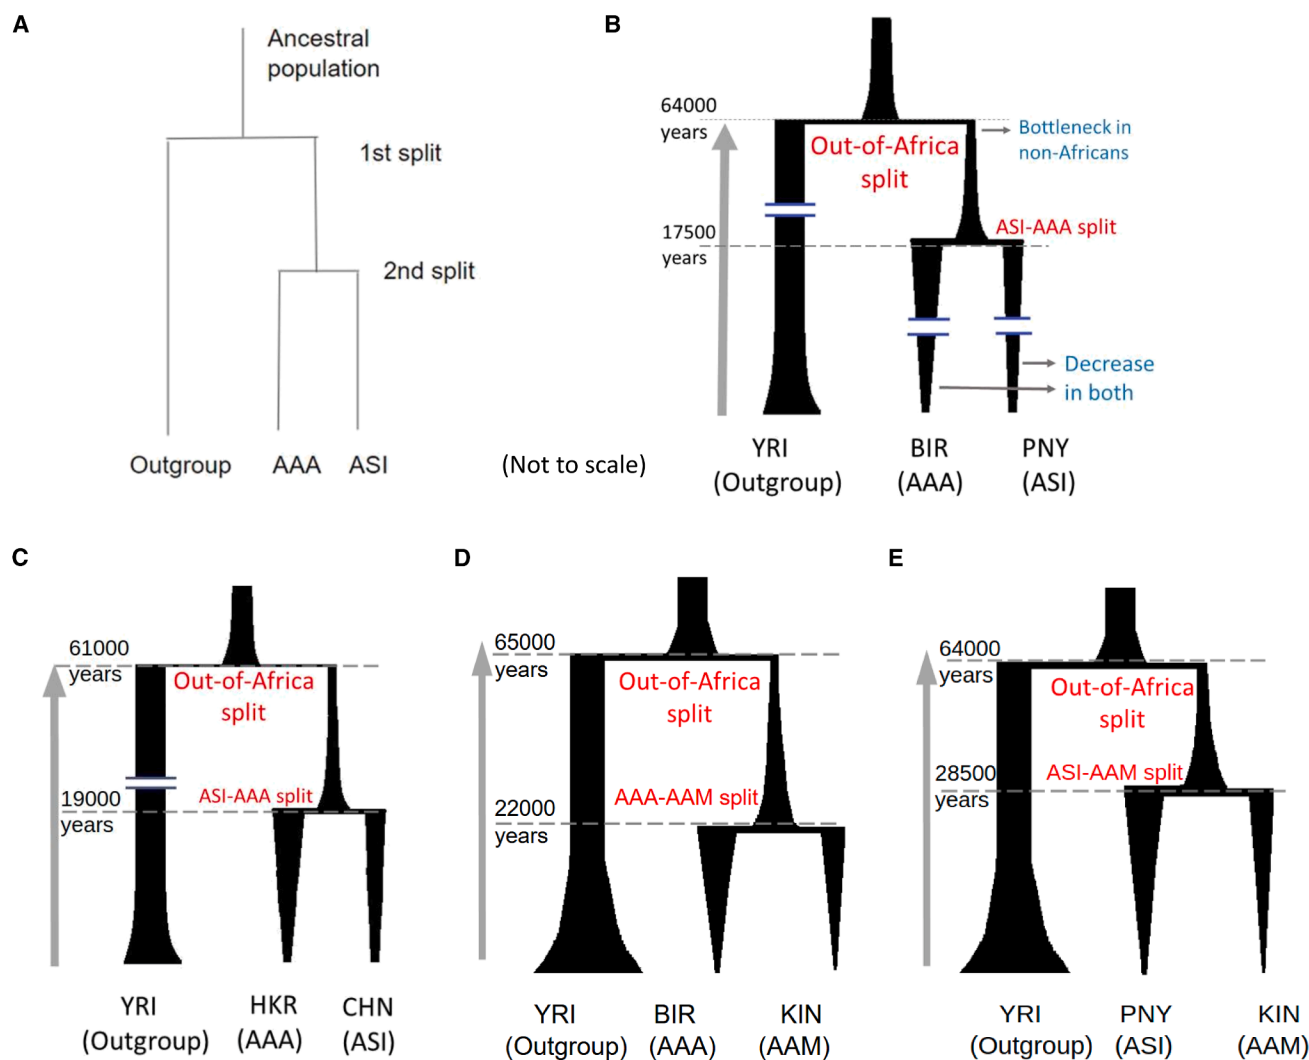 A
Ancestral
population
1st split
2nd split
Outgroup AAA ASI
(Not to scale)
B
64000
years
Out-of-Africa
split
Bottleneck in
non-Africans
17500
years
ASI-AAA split
Decrease
in both
YRI BIR PNY
(Outgroup) (AAA) (ASI)
C
61000
years
Out-of-Africa
split
19000
years
ASI-AAA split
YRI HKR CHN
(Outgroup) (AAA) (ASI)
D
65000
years
Out-of-Africa
split
AAA-AAM split
22000
years
YRI BIR KIN
(Outgroup) (AAA) (AAM)
E
64000
years
Out-of-Africa
split
28500
years
ASI-AAM split
YRI PNY KIN
(Outgroup) (ASI) (AAM)